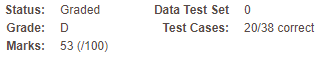 Status: Graded Data Test Set 0
Grade: D Test Cases: 20/38 correct
Marks: 53 (/100)